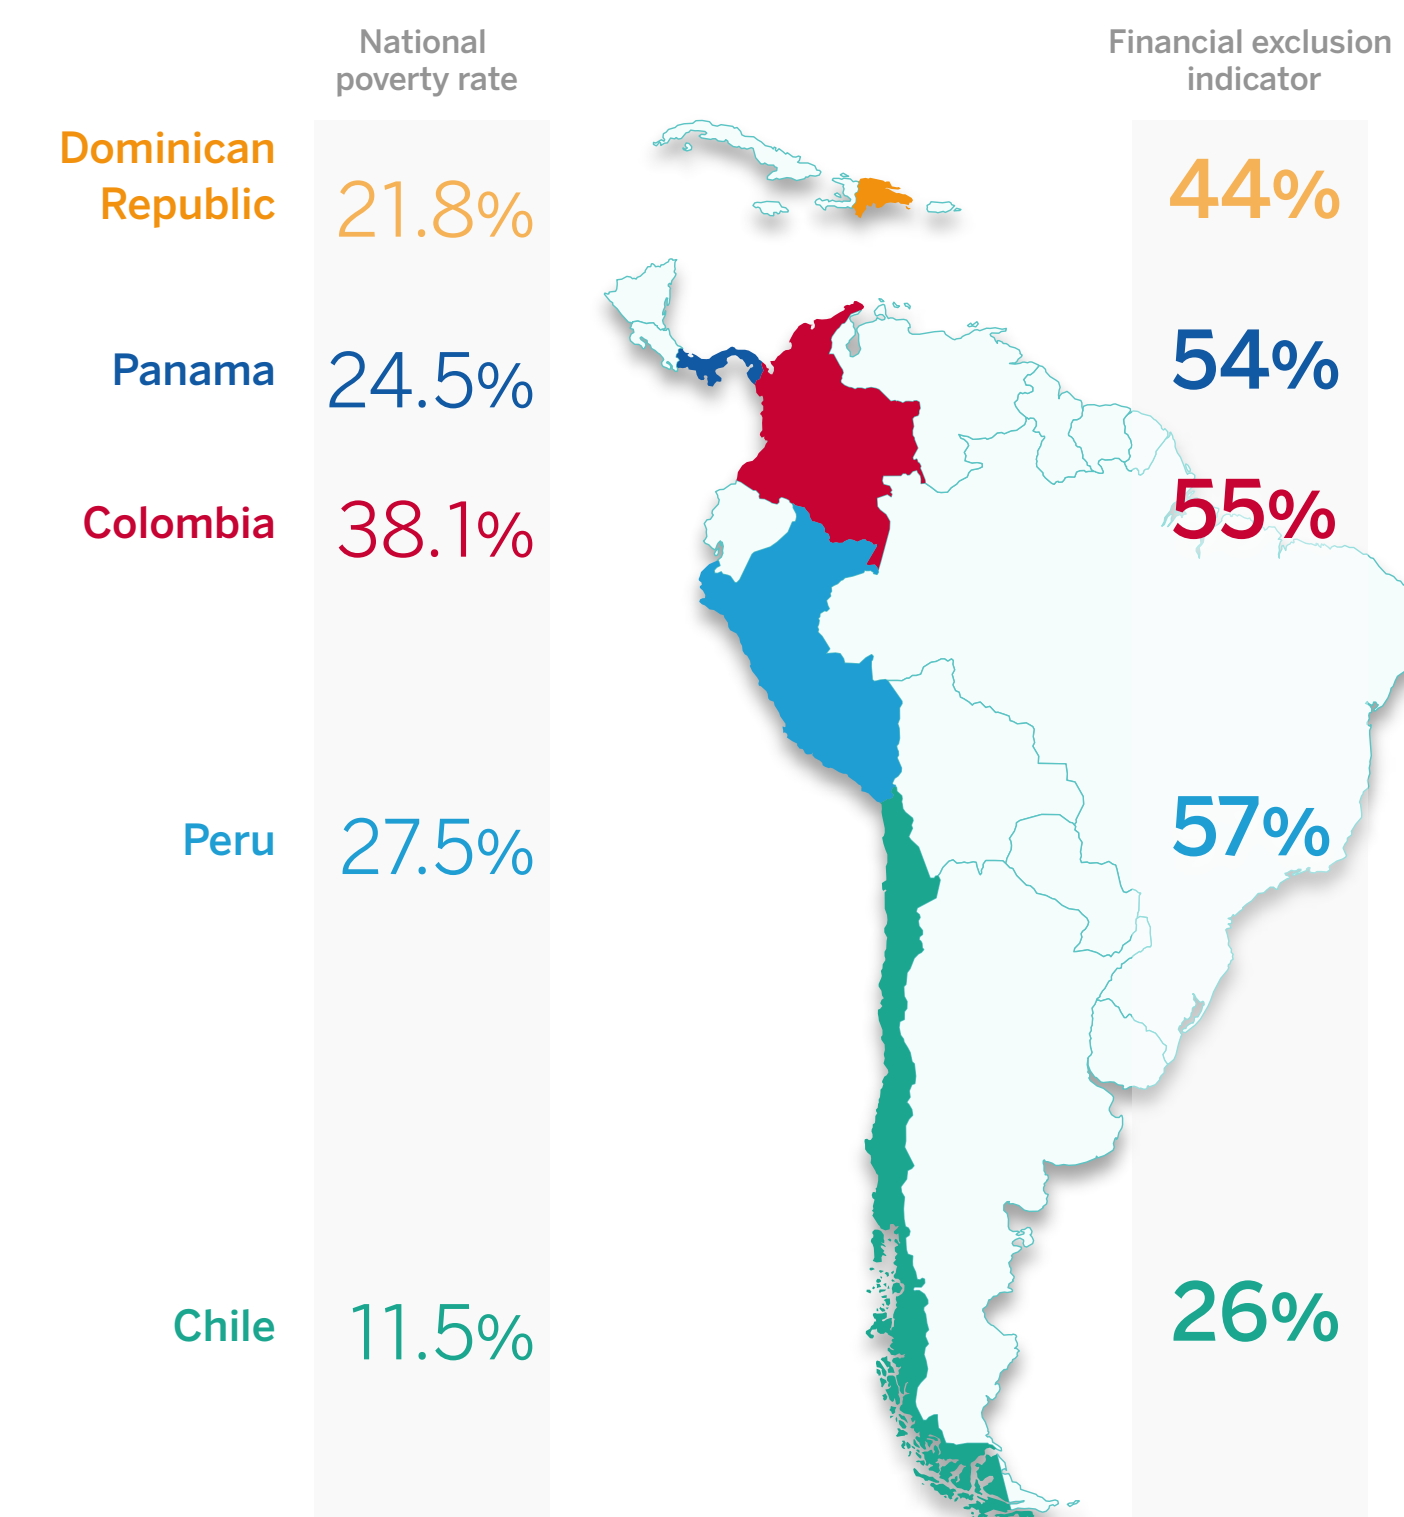 National
poverty rate
Financial exclusion
indicator
Dominican
Republic
21.8%
44%
Panama
24.5%
54%
Colombia
38.1%
55%
Peru
27.5%
57%
Chile
11.5%
26%